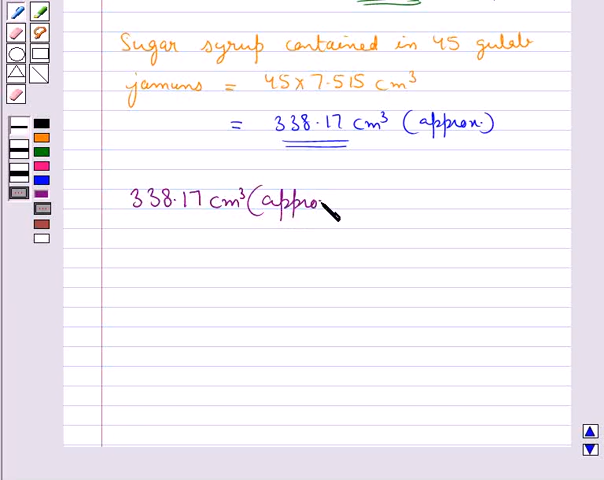 Sugar syrup contained in 45 gulab
jamuns = 45 × 7.515 cm³
= 338.17 cm³ (approx.)
338.17 cm³ (appro